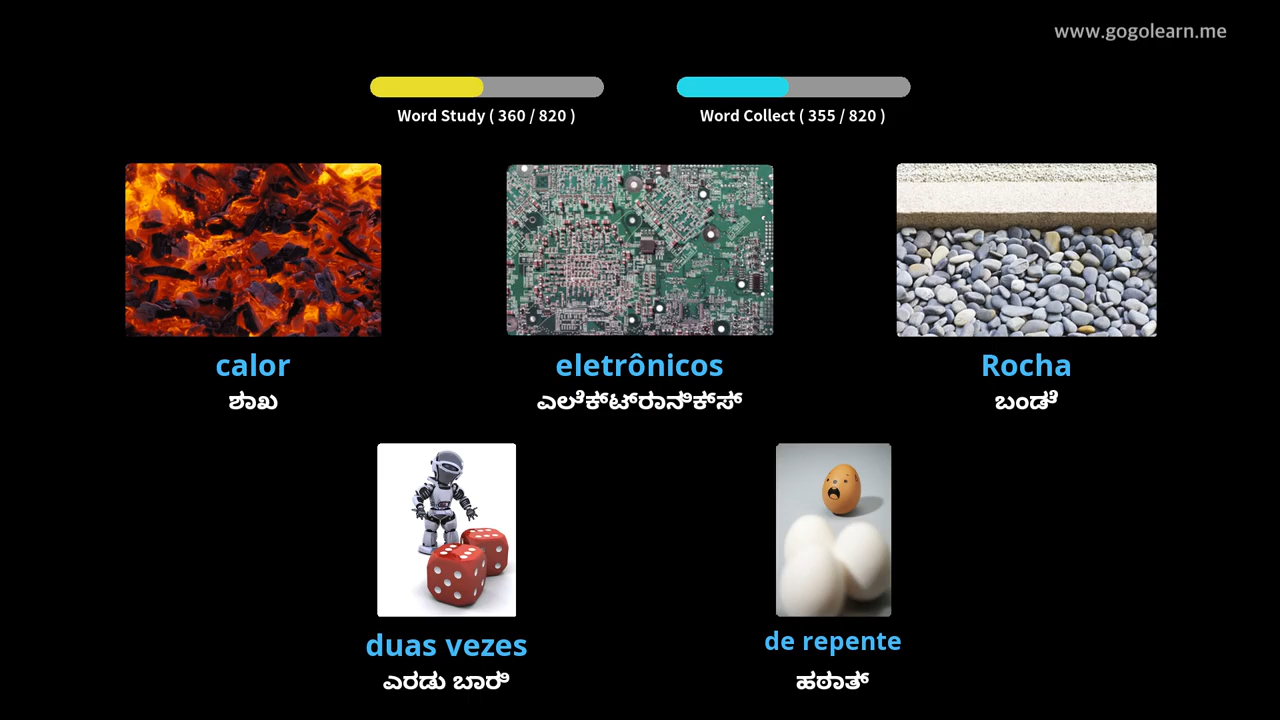 www.gogolearn.me
Word Study ( 360 / 820 )
Word Collect ( 355 / 820 )
calor
ಶಾಖ
eletrônicos
ಎಲೆಕ್ಟ್ರಾನಿಕ್ಸ್
Rocha
ಬಂಡೆ
duas vezes
ಎರಡು ಬಾರಿ
de repente
ಹಠಾತ್